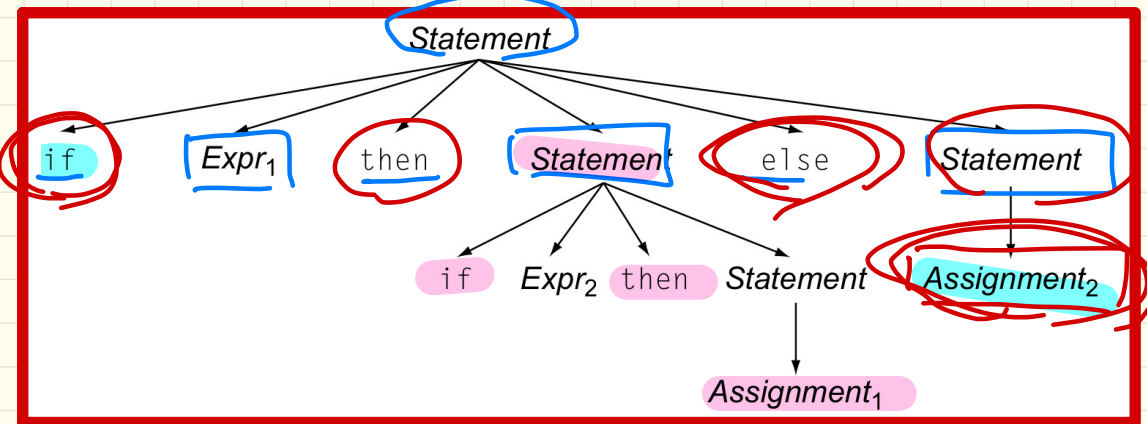 Statement
if Expr₁ then Statement else Statement
if Expr₂ then Statement Assignment₂
Assignment₁